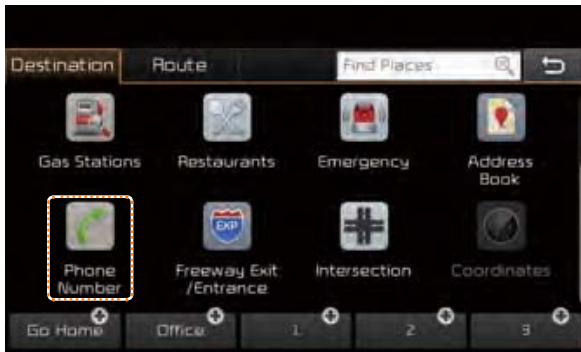 Destination Route Find Places
Gas Stations Restaurants Emergency Address
Book
EXP
Phone Freeway Exit Intersection Coordinates
Number /Entrance
Go Home Office 1 2 3